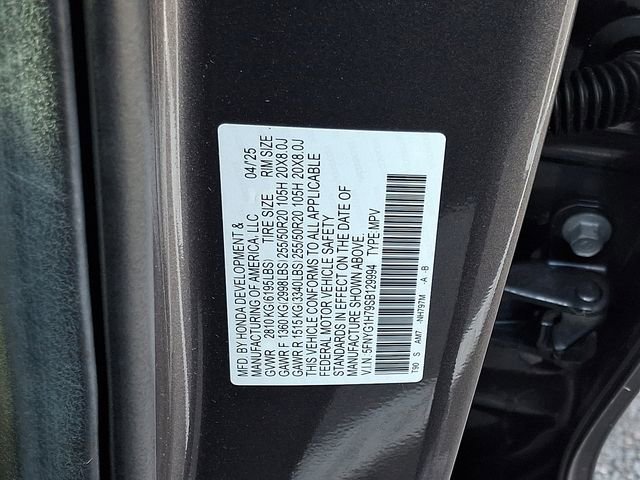 MFD. BY HONDA DEVELOPMENT &
MANUFACTURING OF AMERICA, LLC 04/25
GVWR 2810 KG(6195LBS) TIRE SIZE RIM SIZE
GAWR F 1360 KG(2998LBS)255/50R20 105H 20X8.0J
GAWR R 1515 KG(3340LBS)255/50R20 105H 20X8.0J
THIS VEHICLE CONFORMS TO ALL APPLICABLE
FEDERAL MOTOR VEHICLE SAFETY
STANDARDS IN EFFECT ON THE DATE OF
MANUFACTURE SHOWN ABOVE.
V.I.N. 5FNYG1H79SB129994 TYPE:MPV
T90 S AM7 -NH797M -A -B